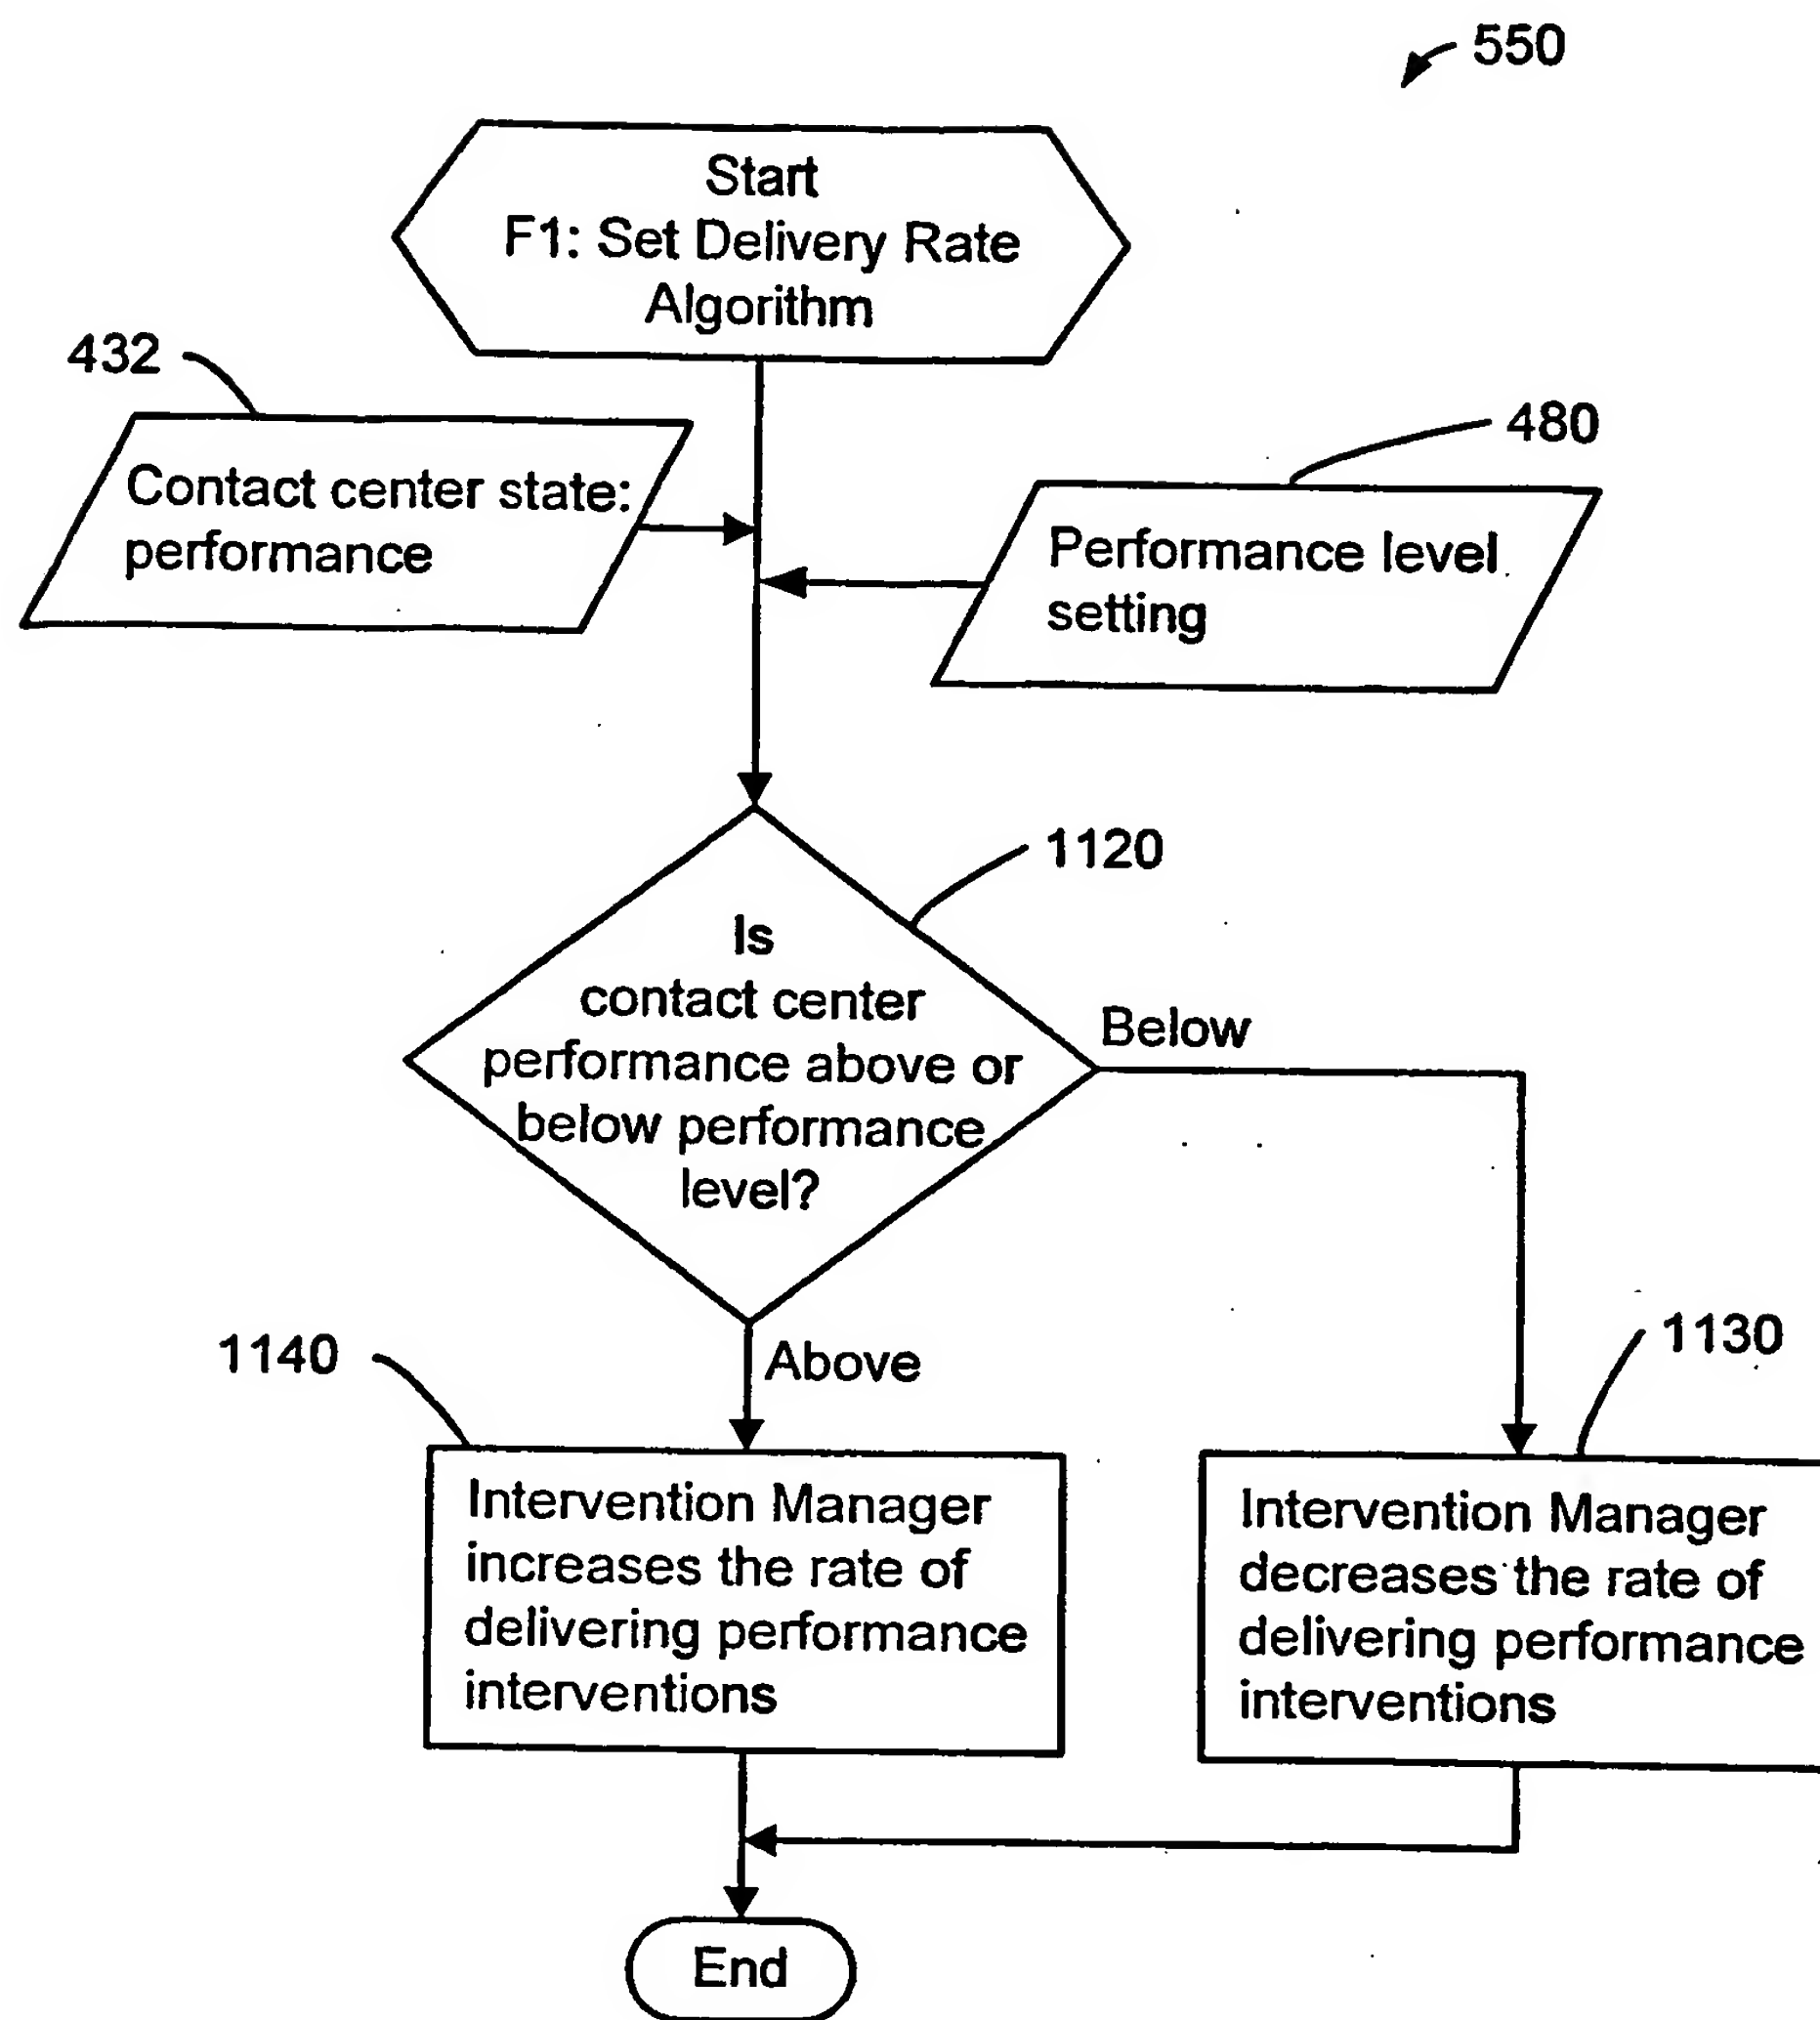 550
Start
F1: Set Delivery Rate
Algorithm
432
Contact center state:
performance
480
Performance level
setting
1120
Is
contact center
performance above or
below performance
level?
Below
Above
1140
1130
Intervention Manager
increases the rate of
delivering performance
interventions
Intervention Manager
decreases the rate of
delivering performance
interventions
End